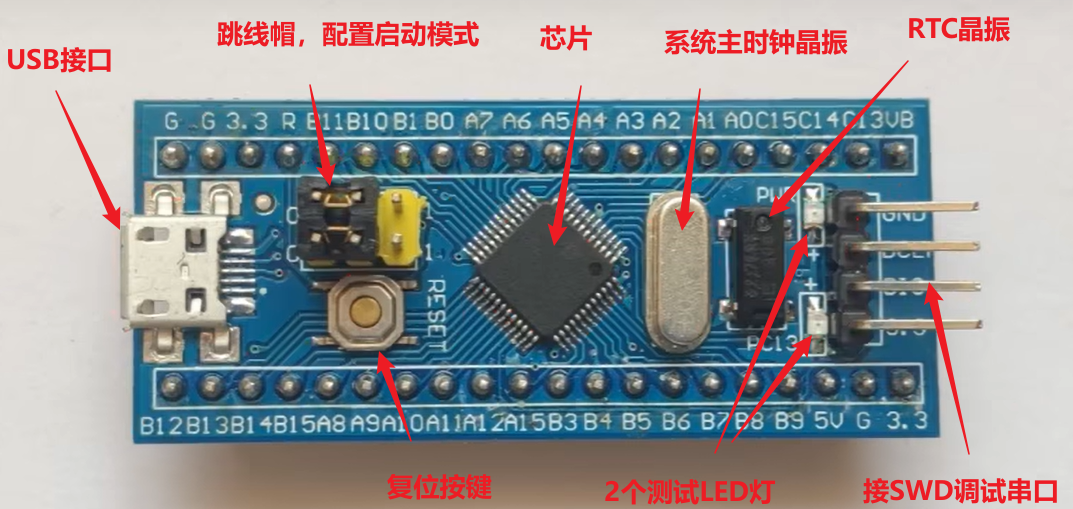 跳线帽，配置启动模式
芯片
系统主时钟晶振
RTC晶振
USB接口
G G 3.3 R B11 B10 B1 B0 A7 A6 A5 A4 A3 A2 A1 A0 C15 C14 C13 VB
GND
RESET
PC13
B12 B13 B14 B15 A8 A9 A10 A11 A12 A15 B3 B4 B5 B6 B7 B8 B9 5V G 3.3
复位按键
2个测试LED灯
接SWD调试串口